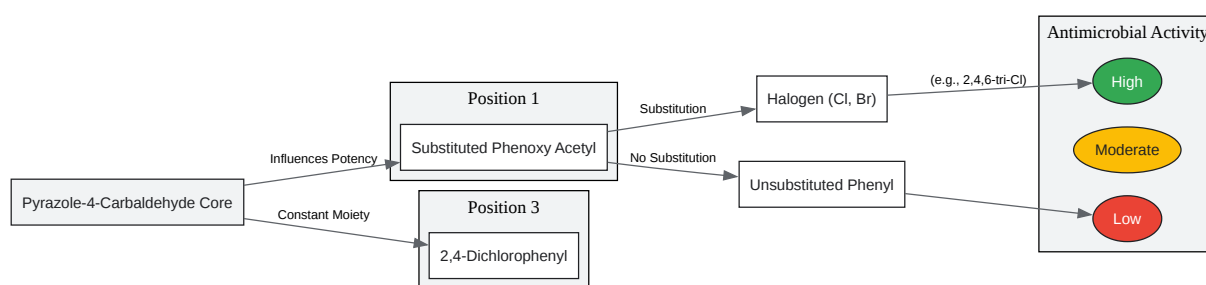 Antimicrobial Activity
Position 1
(e.g., 2,4,6-tri-Cl)
High
Halogen (Cl, Br)
Substitution
Substituted Phenoxy Acetyl
Moderate
Influences Potency
No Substitution
Unsubstituted Phenyl
Pyrazole-4-Carbaldehyde Core
Position 3
Constant Moiety
Low
2,4-Dichlorophenyl